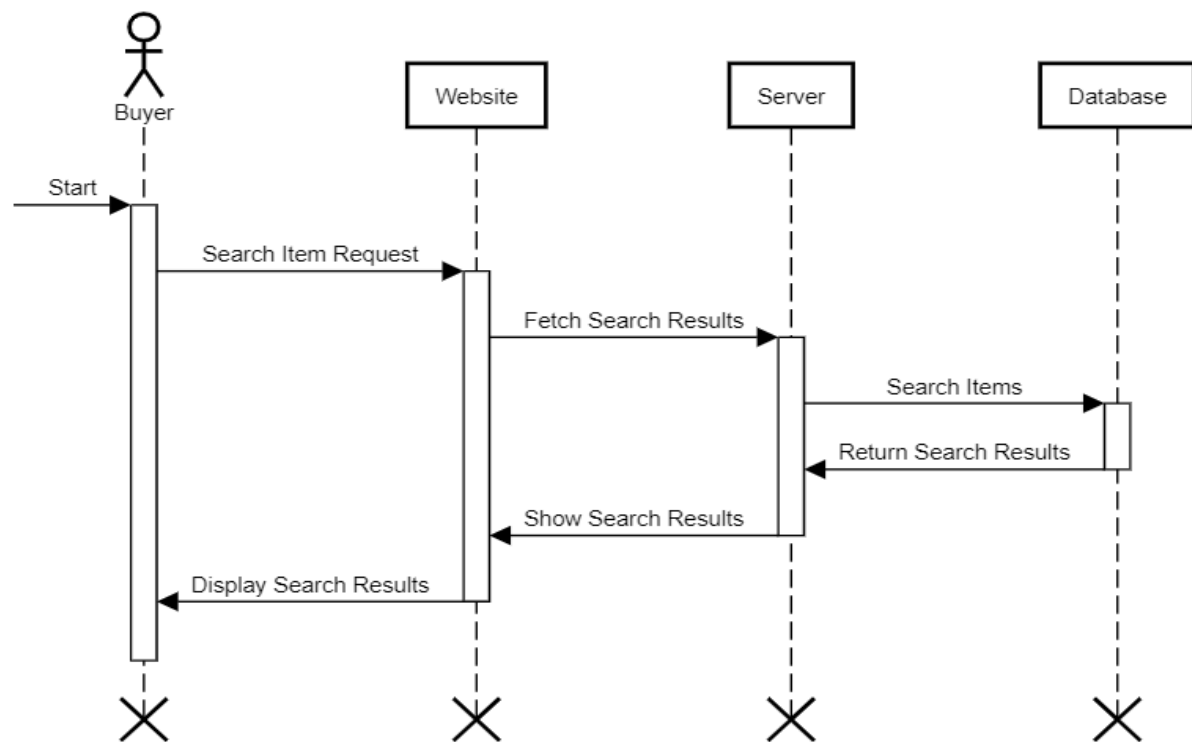 Buyer
Website
Server
Database
Start
Search Item Request
Fetch Search Results
Search Items
Return Search Results
Show Search Results
Display Search Results